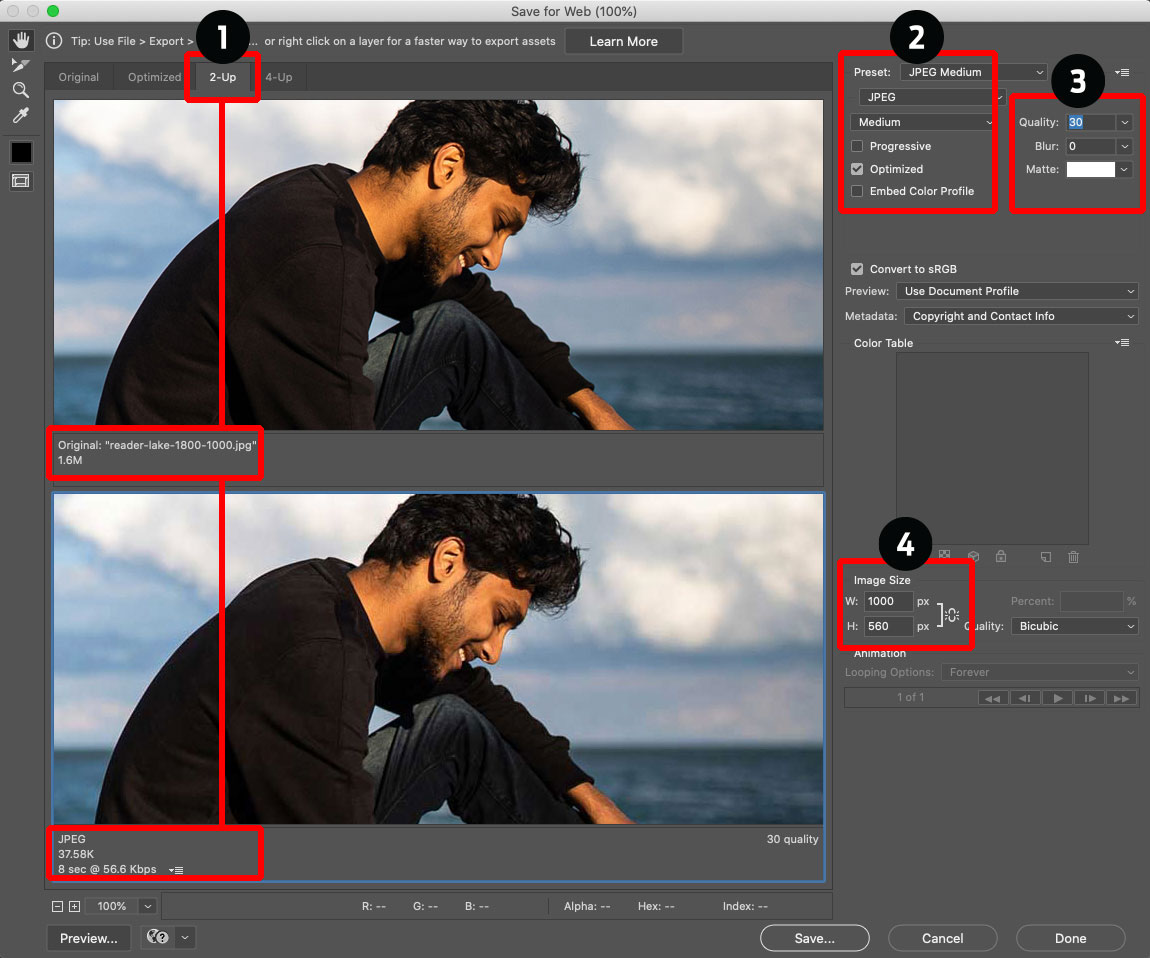 Save for Web (100%)
Tip: Use File > Export > ... or right click on a layer for a faster way to export assets
Learn More
1
Original
Optimized
2-Up
4-Up
Original: "reader-lake-1800-1000.jpg"
1.6M
JPEG
37.58K
8 sec @ 56.6 Kbps
30 quality
100%
R: --
G: --
B: --
Alpha: --
Hex: --
Index: --
Preview...
Save...
Cancel
Done
2
Preset: JPEG Medium
JPEG
Medium
Progressive
Optimized
Embed Color Profile
3
Quality: 30
Blur: 0
Matte:
Convert to sRGB
Preview: Use Document Profile
Metadata: Copyright and Contact Info
Color Table
4
Image Size
W: 1000 px
H: 560 px
Percent: %
Quality: Bicubic
Animation
Looping Options: Forever
1 of 1